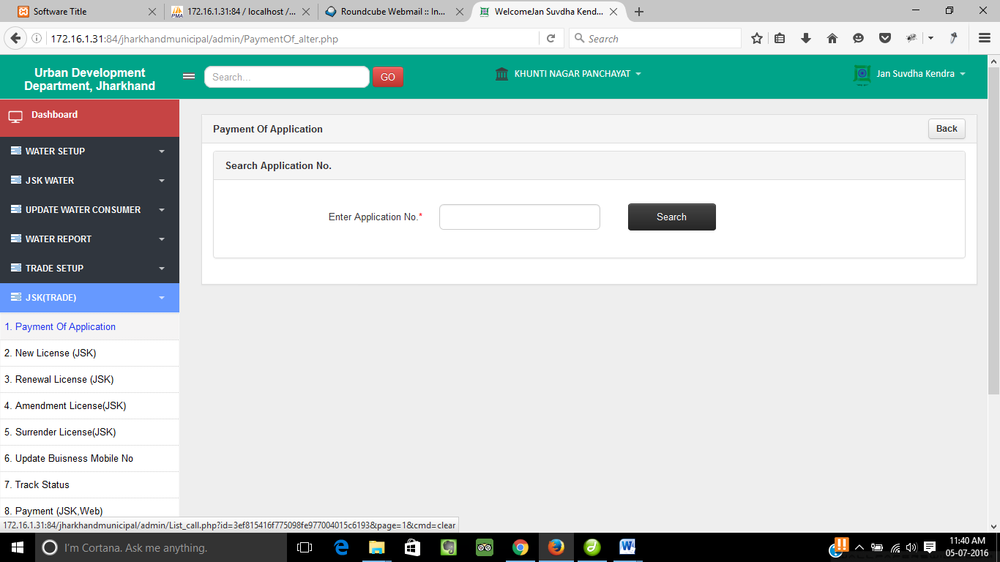 Software Title
172.16.1.31:84 / localhost /...
Roundcube Webmail :: In...
WelcomeJan Suvdha Kend...
172.16.1.31:84/jharkhandmunicipal/admin/PaymentOf_alter.php
Search
Urban Development
Department, Jharkhand
Search...
GO
KHUNTI NAGAR PANCHAYAT
Jan Suvdha Kendra
Dashboard
WATER SETUP
JSK WATER
UPDATE WATER CONSUMER
WATER REPORT
TRADE SETUP
JSK(TRADE)
1. Payment Of Application
2. New License (JSK)
3. Renewal License (JSK)
4. Amendment License(JSK)
5. Surrender License(JSK)
6. Update Buisness Mobile No
7. Track Status
8. Payment (JSK,Web)
Payment Of Application
Back
Search Application No.
Enter Application No.*
Search
172.16.1.31:84/jharkhandmunicipal/admin/List_call.php?id=3ef815416f775098fe977004015c6193&page=1&cmd=clear
I'm Cortana. Ask me anything.
11:40 AM
05-07-2016